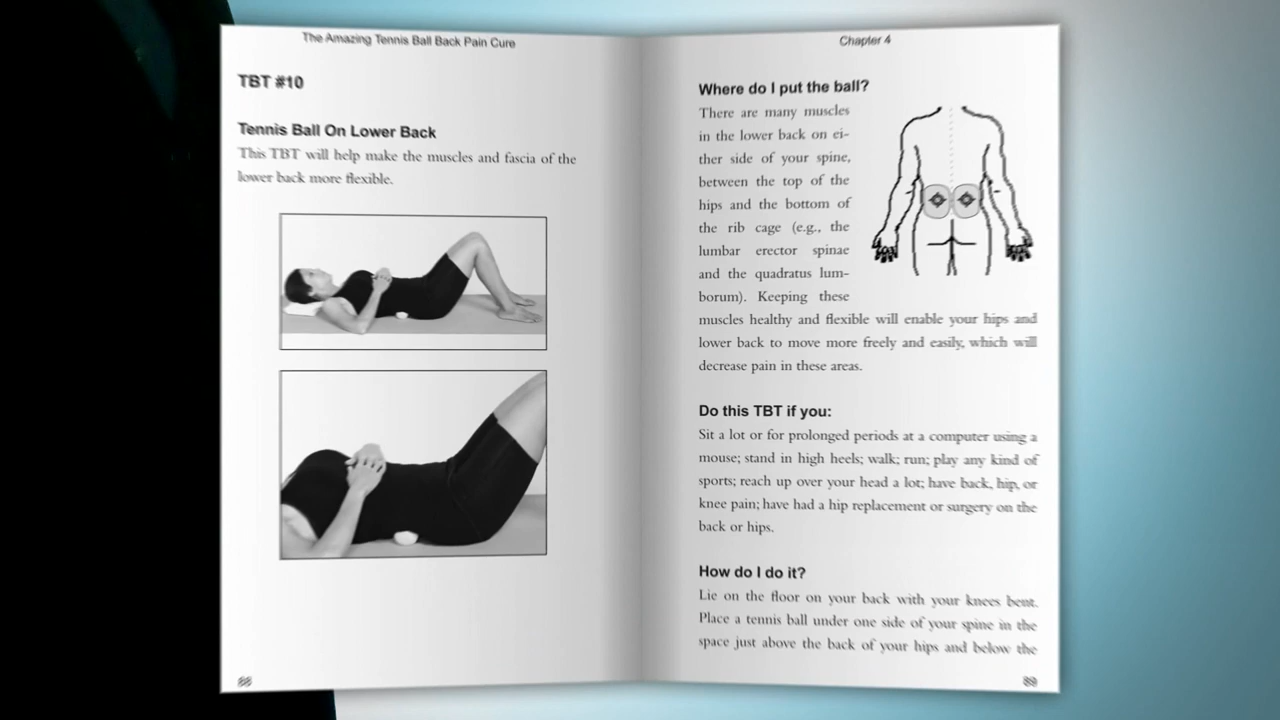 The Amazing Tennis Ball Back Pain Cure
TBT #10
Tennis Ball On Lower Back
This TBT will help make the muscles and fascia of the
lower back more flexible.
88
Chapter 4
Where do I put the ball?
There are many muscles
in the lower back on ei-
ther side of your spine,
between the top of the
hips and the bottom of
the rib cage (e.g., the
lumbar erector spinae
and the quadratus lum-
borum). Keeping these
muscles healthy and flexible will enable your hips and
lower back to move more freely and easily, which will
decrease pain in these areas.
Do this TBT if you:
Sit a lot or for prolonged periods at a computer using a
mouse; stand in high heels; walk; run; play any kind of
sports; reach up over your head a lot; have back, hip, or
knee pain; have had a hip replacement or surgery on the
back or hips.
How do I do it?
Lie on the floor on your back with your knees bent.
Place a tennis ball under one side of your spine in the
space just above the back of your hips and below the
89